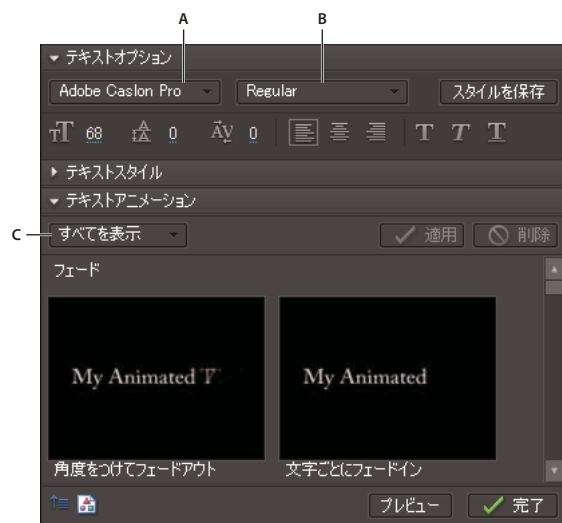 A B
テキストオプション
Adobe Caslon Pro Regular スタイルを保存
68 0 AV 0 T T T
テキストスタイル
テキストアニメーション
C すべてを表示 適用 削除
フェード
My Animated T My Animated
角度をつけてフェードアウト 文字ごとにフェードイン
プレビュー 完了